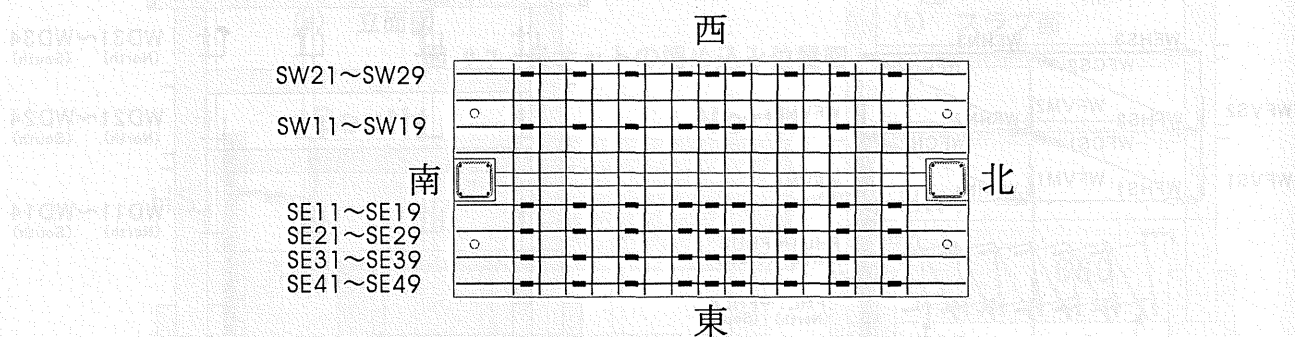 西
SW21～SW29
SW11～SW19
南
北
SE11～SE19
SE21～SE29
SE31～SE39
SE41～SE49
東